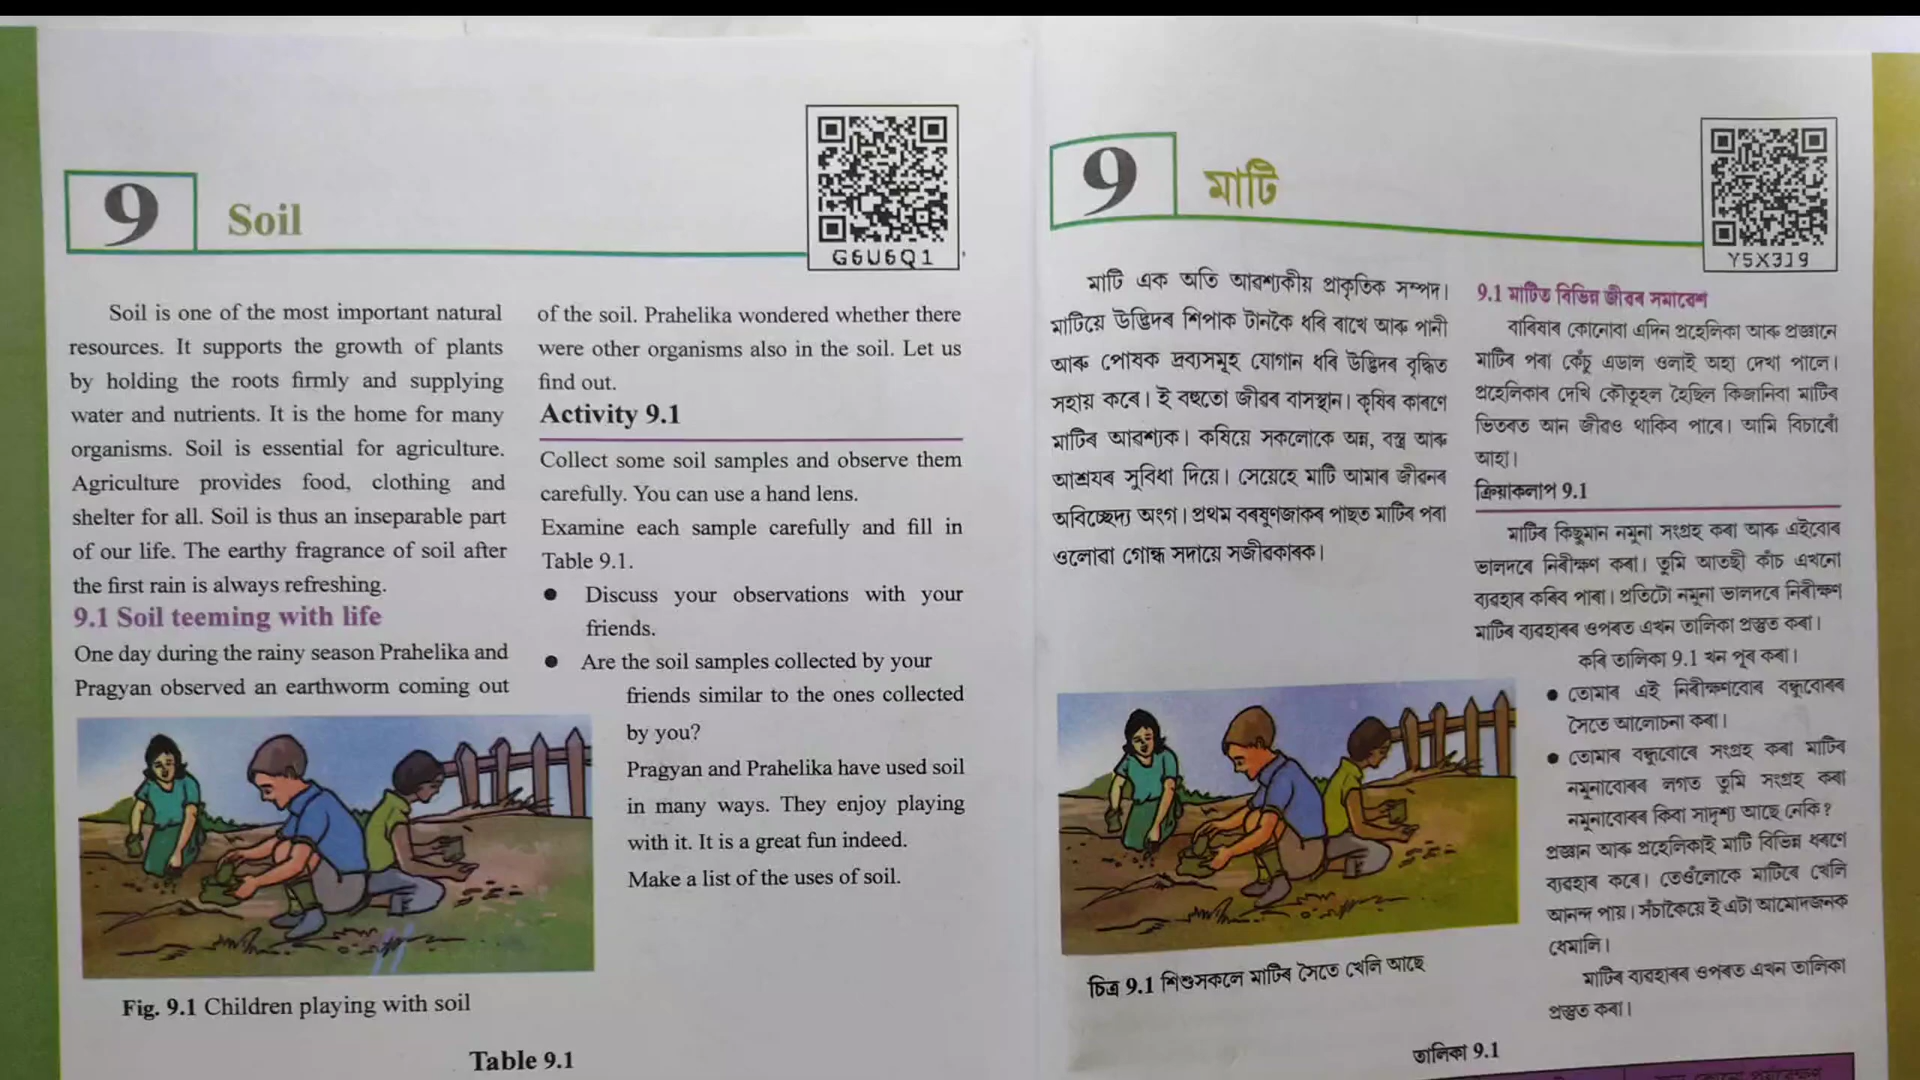 9 Soil
G6U6Q1
Soil is one of the most important natural
resources. It supports the growth of plants
by holding the roots firmly and supplying
water and nutrients. It is the home for many
organisms. Soil is essential for agriculture.
Agriculture provides food, clothing and
shelter for all. Soil is thus an inseparable part
of our life. The earthy fragrance of soil after
the first rain is always refreshing.
9.1 Soil teeming with life
One day during the rainy season Prahelika and
Pragyan observed an earthworm coming out
Fig. 9.1 Children playing with soil
of the soil. Prahelika wondered whether there
were other organisms also in the soil. Let us
find out.
Activity 9.1
Collect some soil samples and observe them
carefully. You can use a hand lens.
Examine each sample carefully and fill in
Table 9.1.
● Discuss your observations with your
friends.
● Are the soil samples collected by your
friends similar to the ones collected
by you?
Pragyan and Prahelika have used soil
in many ways. They enjoy playing
with it. It is a great fun indeed.
Make a list of the uses of soil.
Table 9.1
9 মাটি
Y5X3J9
মাটি এক অতি আৱশ্যকীয় প্ৰাকৃতিক সম্পদ।
মাটিয়ে উদ্ভিদৰ শিপাক টানকৈ ধৰি ৰাখে আৰু পানী
আৰু পোষক দ্ৰব্যসমূহ যোগান ধৰি উদ্ভিদৰ বৃদ্ধিত
সহায় কৰে। ই বহুতো জীৱৰ বাসস্থান। কৃষিৰ কাৰণে
মাটিৰ আৱশ্যক। কৃষিয়ে সকলোকে অন্ন, বস্ত্ৰ আৰু
আশ্ৰয়ৰ সুবিধা দিয়ে। সেয়েহে মাটি আমাৰ জীৱনৰ
অবিচ্ছেদ্য অংগ। প্ৰথম বৰষুণজাকৰ পাছত মাটিৰ পৰা
ওলোৱা গোন্ধ সদায়ে সজীৱকাৰক।
চিত্ৰ 9.1 শিশুসকলে মাটিৰ সৈতে খেলি আছে
9.1 মাটিত বিভিন্ন জীৱৰ সমাবেশ
বাৰিষাৰ কোনোবা এদিন প্ৰহেলিকা আৰু প্ৰজ্ঞানে
মাটিৰ পৰা কেঁচু এডাল ওলাই অহা দেখা পালে।
প্ৰহেলিকাৰ দেখি কৌতূহল হৈছিল কিজানিবা মাটিৰ
ভিতৰত আন জীৱও থাকিব পাৰে। আমি বিচাৰোঁ
আহা।
ক্ৰিয়াকলাপ 9.1
মাটিৰ কিছুমান নমুনা সংগ্ৰহ কৰা আৰু এইবোৰ
ভালদৰে নিৰীক্ষণ কৰা। তুমি আতছী কাঁচ এখনো
ব্যৱহাৰ কৰিব পাৰা। প্ৰতিটো নমুনা ভালদৰে নিৰীক্ষণ
মাটিৰ ব্যৱহাৰৰ ওপৰত এখন তালিকা প্ৰস্তুত কৰা।
কৰি তালিকা 9.1 খন পূৰ কৰা।
● তোমাৰ এই নিৰীক্ষণবোৰ বন্ধুবোৰৰ
সৈতে আলোচনা কৰা।
● তোমাৰ বন্ধুবোৰে সংগ্ৰহ কৰা মাটিৰ
নমুনাবোৰৰ লগত তুমি সংগ্ৰহ কৰা
নমুনাবোৰৰ কিবা সাদৃশ্য আছে নেকি?
প্ৰজ্ঞান আৰু প্ৰহেলিকাই মাটি বিভিন্ন ধৰণে
ব্যৱহাৰ কৰে। তেওঁলোকে মাটিৰে খেলি
আনন্দ পায়। সঁচাকৈয়ে ই এটা আমোদজনক
ধেমালি।
মাটিৰ ব্যৱহাৰৰ ওপৰত এখন তালিকা
প্ৰস্তুত কৰা।
তালিকা 9.1